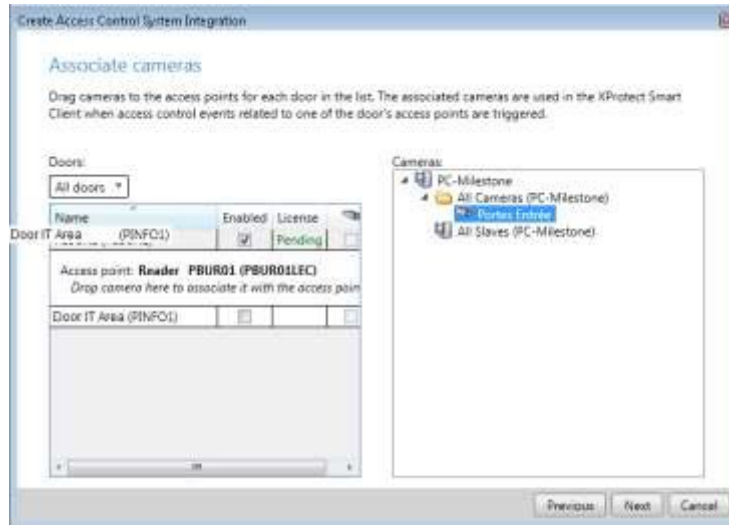 Create Access Control System Integration
Associate cameras
Drag cameras to the access points for each door in the list. The associated cameras are used in the XProtect Smart
Client when access control events related to one of the door's access points are triggered.
Doors:
All doors
Name Enabled License
Door IT Area (PINFO1)
Pending
Access point: Reader PBUR01 (PBUR01LEC)
Drop camera here to associate it with the access poin
Door IT Area (PINFO1)
Cameras:
PC-Milestone
All Cameras (PC-Milestone)
Portes Entrée
All Slaves (PC-Milestone)
Previous Next Cancel